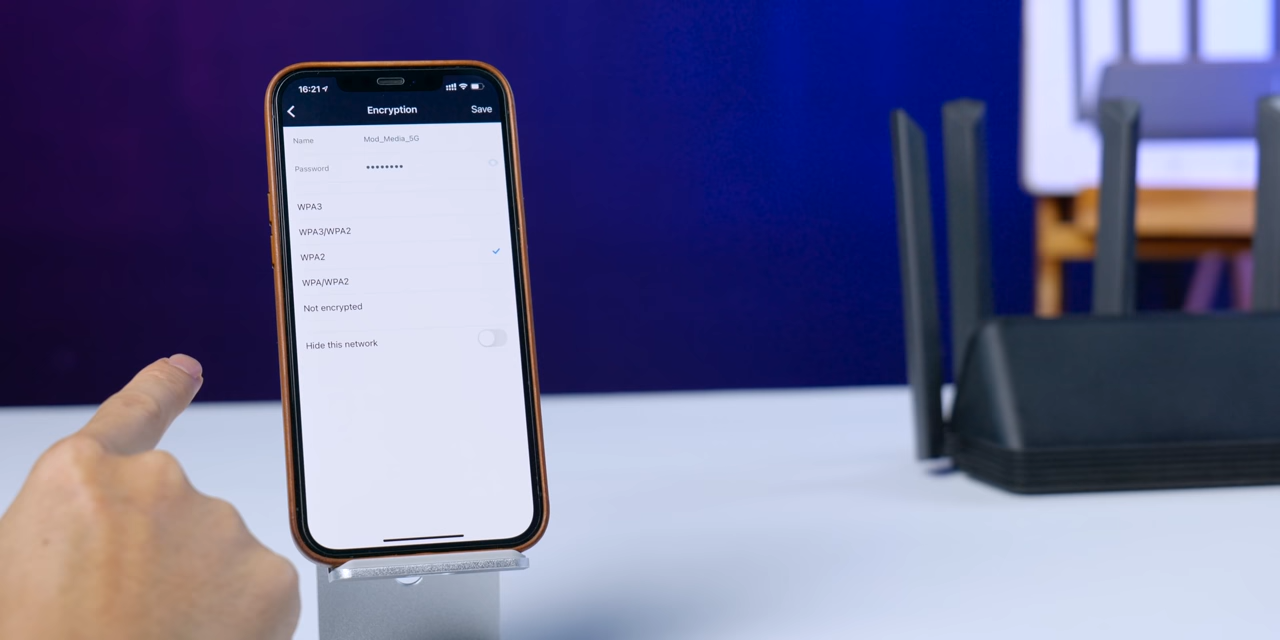 16:21
Encryption
Save
Name
Mod_Media_5G
Password
••••••••
WPA3
WPA3/WPA2
WPA2
WPA/WPA2
Not encrypted
Hide this network